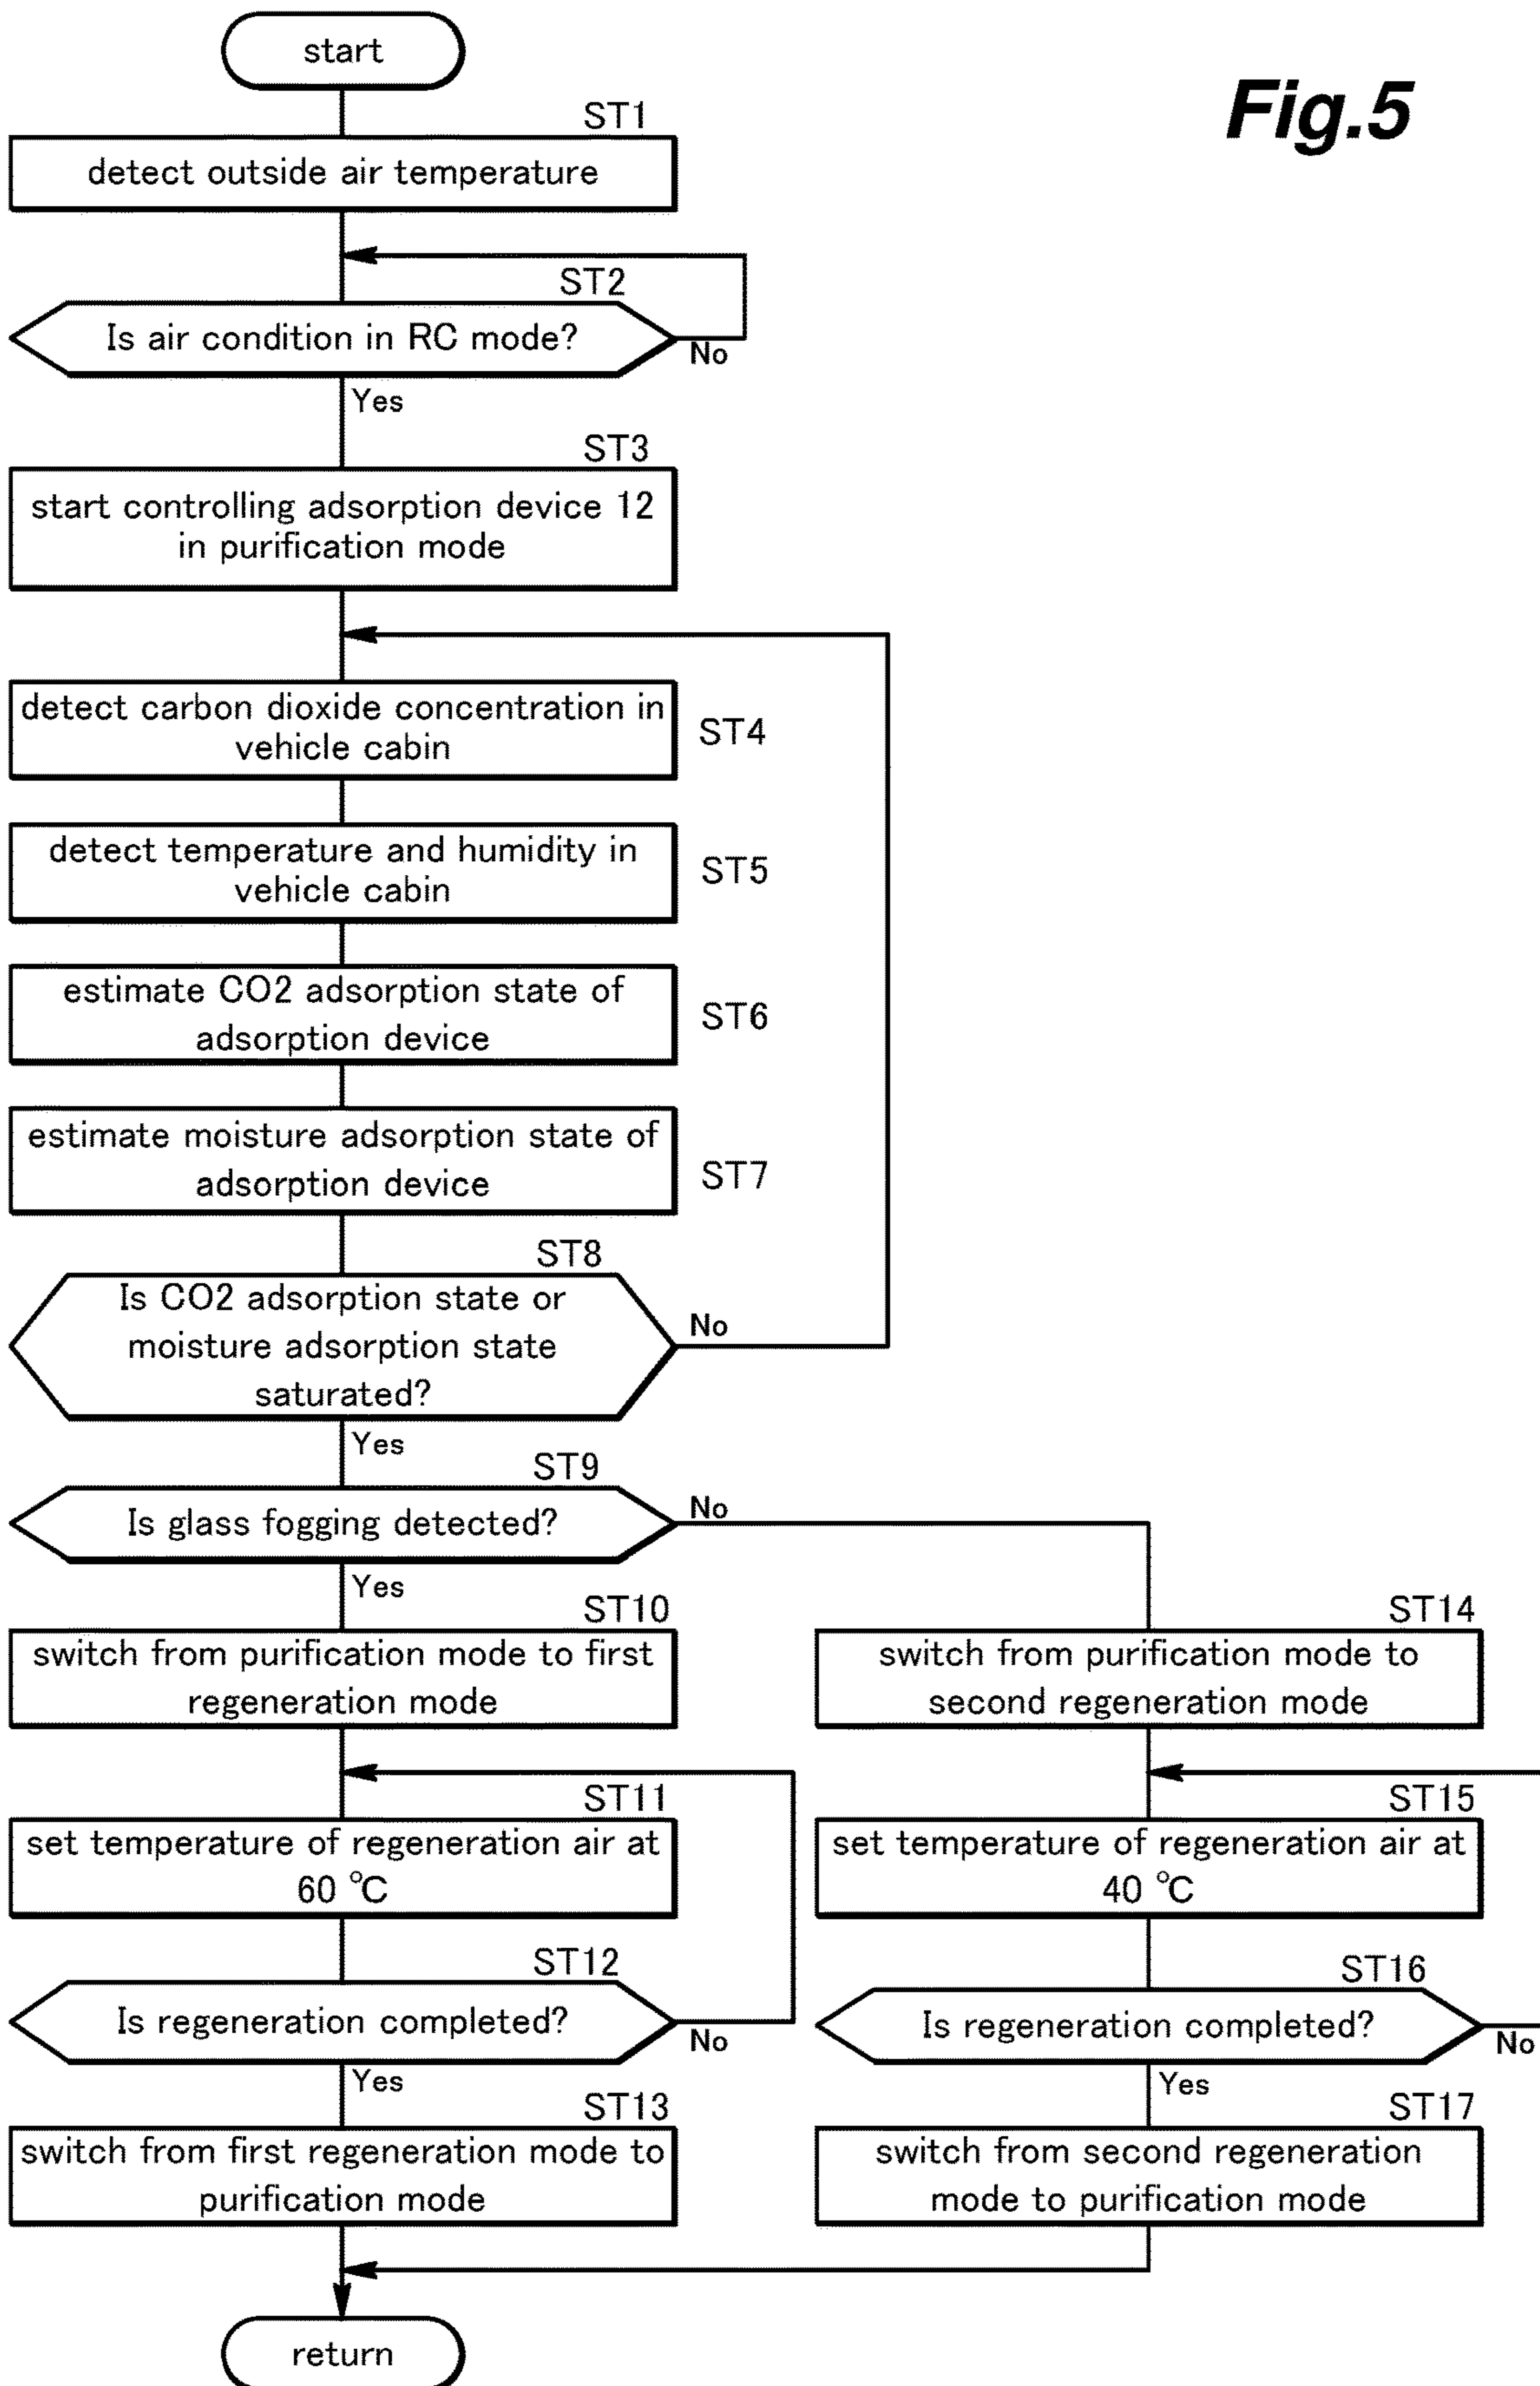 Fig.5
start
ST1
detect outside air temperature
ST2
Is air condition in RC mode?
No
Yes
ST3
start controlling adsorption device 12
in purification mode
detect carbon dioxide concentration in
vehicle cabin
ST4
detect temperature and humidity in
vehicle cabin
ST5
estimate CO2 adsorption state of
adsorption device
ST6
estimate moisture adsorption state of
adsorption device
ST7
ST8
Is CO2 adsorption state or
moisture adsorption state
saturated?
No
Yes
ST9
Is glass fogging detected?
No
Yes
ST10
switch from purification mode to first
regeneration mode
ST11
set temperature of regeneration air at
60 ℃
ST12
Is regeneration completed?
No
Yes
ST13
switch from first regeneration mode to
purification mode
ST14
switch from purification mode to
second regeneration mode
ST15
set temperature of regeneration air at
40 ℃
ST16
Is regeneration completed?
No
Yes
ST17
switch from second regeneration
mode to purification mode
return